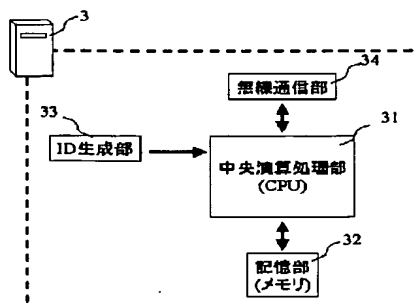 3
34
無線通信部
33
31
ID生成部
中央演算処理部
(CPU)
32
記憶部
(メモリ)